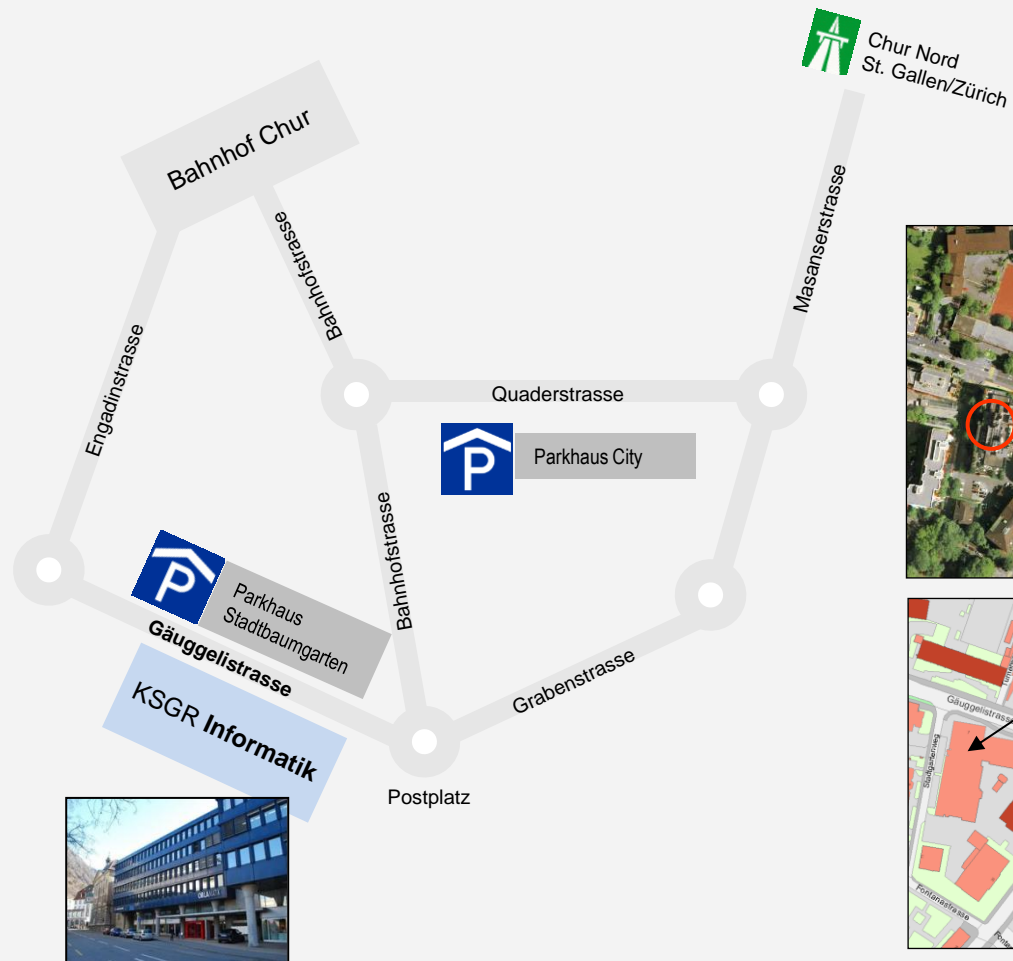 Chur Nord
St. Gallen/Zürich
Bahnhof Chur
Bahnhofstrasse
Masanserstrasse
Engadinstrasse
Quaderstrasse
P
Parkhaus City
Bahnhofstrasse
P
Parkhaus
Stadtbaumgarten
Gäuggelistrasse
Grabenstrasse
KSGR Informatik
Postplatz
Gäuggelistrasse
Stadtgartenweg
Fontanastrasse